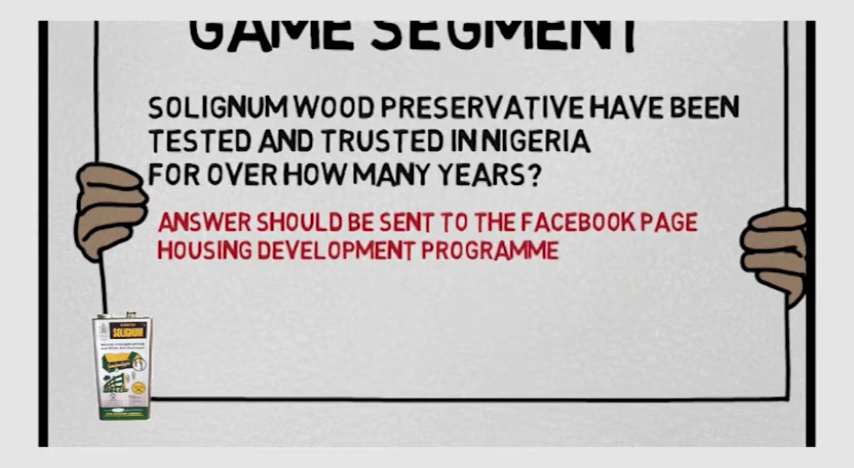 GAME SEGMENT
SOLIGNUM WOOD PRESERVATIVE HAVE BEEN
TESTED AND TRUSTED IN NIGERIA
FOR OVER HOW MANY YEARS?
ANSWER SHOULD BE SENT TO THE FACEBOOK PAGE
HOUSING DEVELOPMENT PROGRAMME
SOLIGNUM